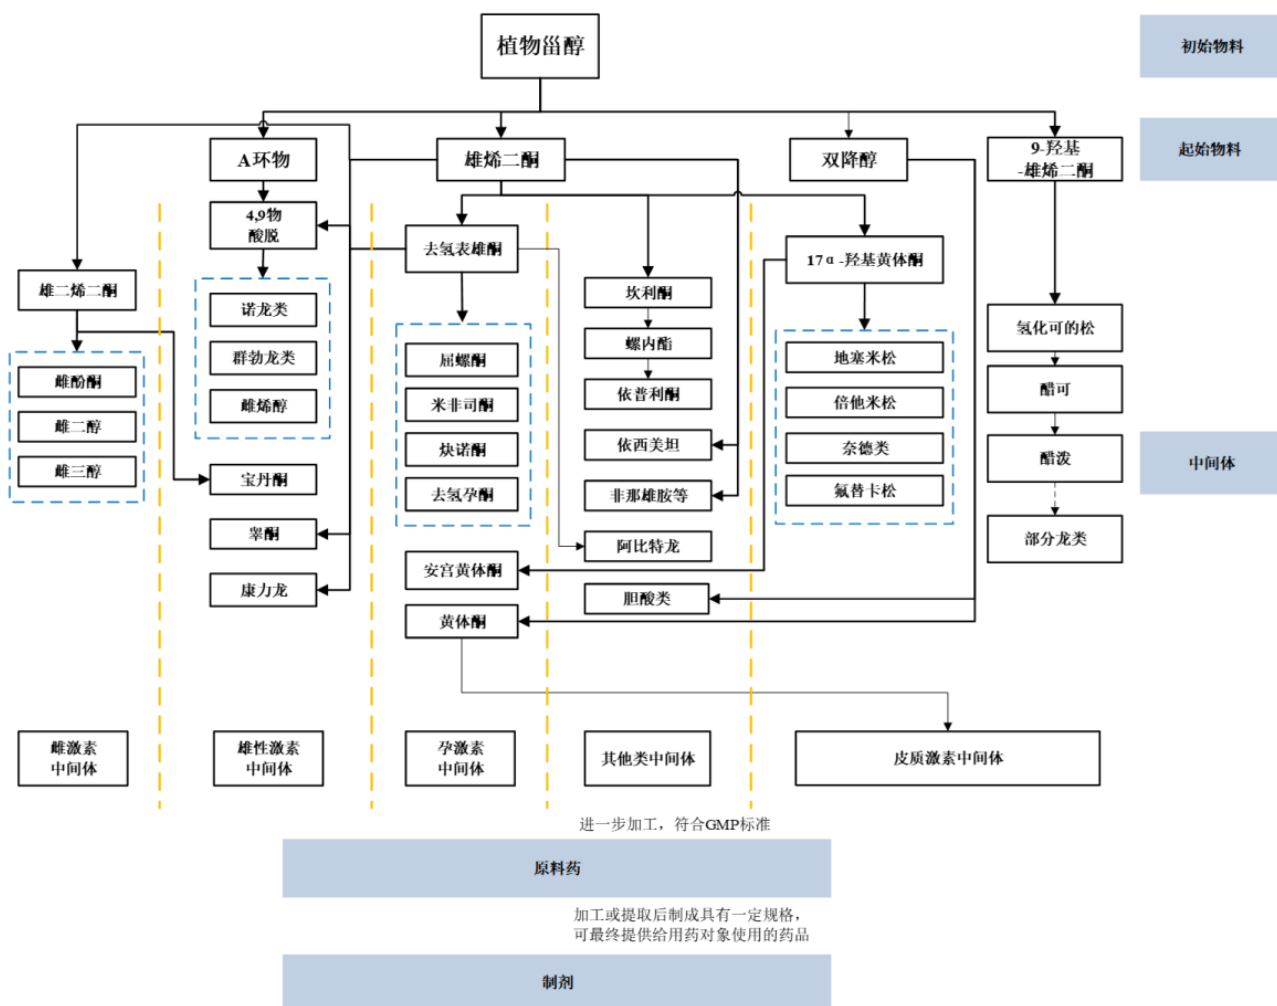 植物甾醇
初始物料
A环物
雄烯二酮
双降醇
9-羟基
-雄烯二酮
起始物料
4,9物
酸脱
去氢表雄酮
17α-羟基黄体酮
雄二烯二酮
诺龙类
坎利酮
氢化可的松
群勃龙类
屈螺酮
螺内酯
地塞米松
雌酚酮
雌烯醇
米非司酮
依普利酮
倍他米松
醋可
雌二醇
炔诺酮
依西美坦
奈德类
醋泼
中间体
雌三醇
宝丹酮
去氢孕酮
非那雄胺等
氟替卡松
睾酮
阿比特龙
部分龙类
康力龙
安宫黄体酮
胆酸类
黄体酮
雌激素
中间体
雄性激素
中间体
孕激素
中间体
其他类中间体
皮质激素中间体
进一步加工，符合GMP标准
原料药
加工或提取后制成具有一定规格，
可最终提供给用药对象使用的药品
制剂